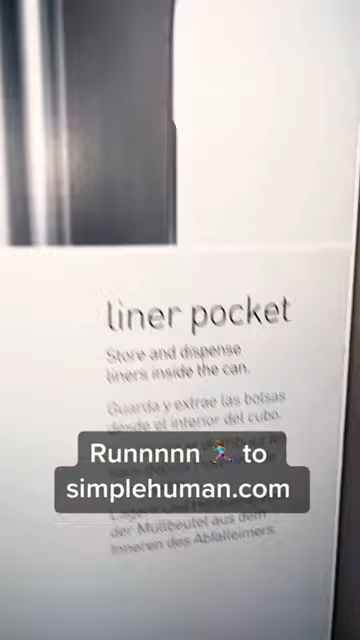 liner pocket
Store and dispense
liners inside the can.
Guarda y extrae las bolsas
desde el interior del cubo.
Runnnnn 🏃🏽‍♀️ to
simplehuman.com
der Müllbeutel aus dem
Inneren des Abfalleimers.